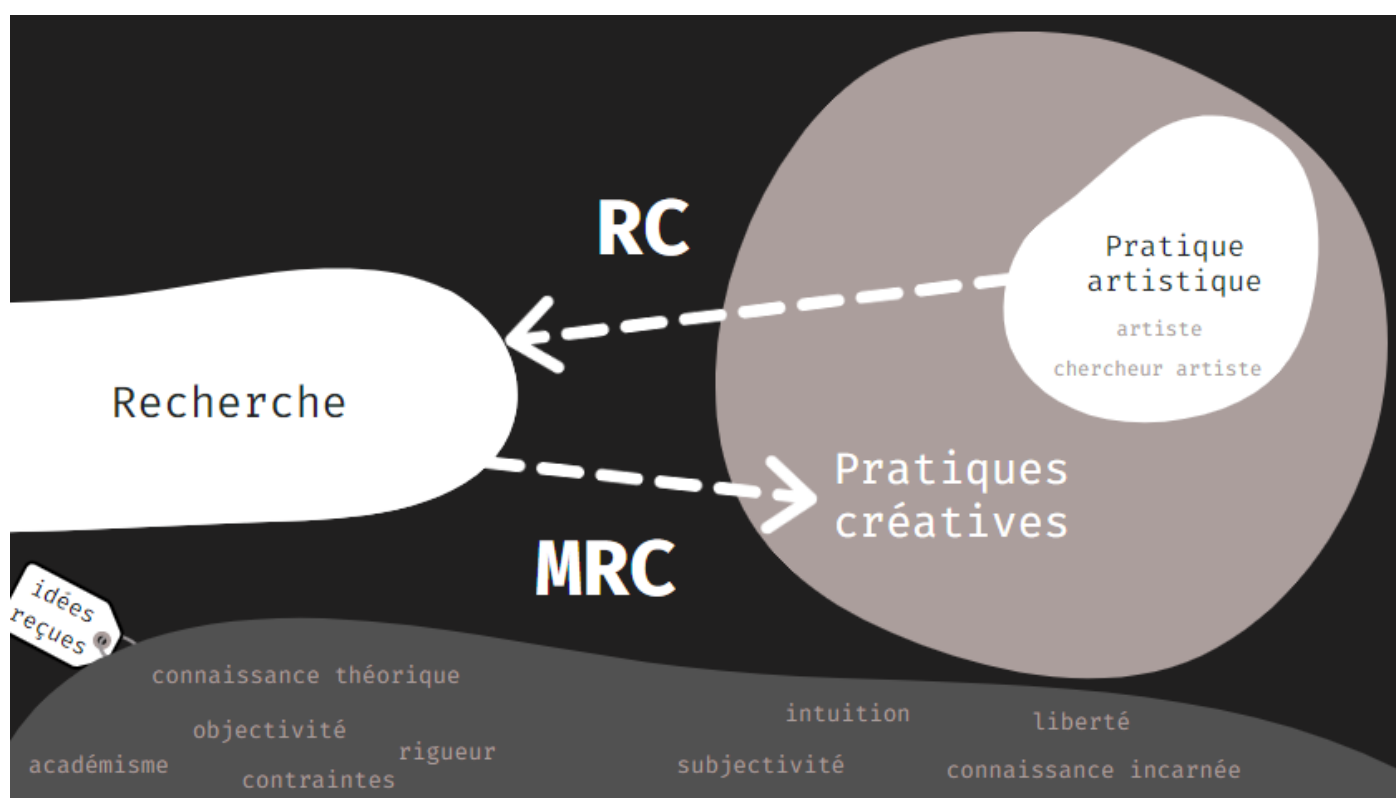 RC
Pratique
artistique
artiste
chercheur artiste
Recherche
Pratiques
créatives
MRC
idées
reçues
connaissance théorique
objectivité
rigueur
académisme
contraintes
intuition
liberté
subjectivité
connaissance incarnée